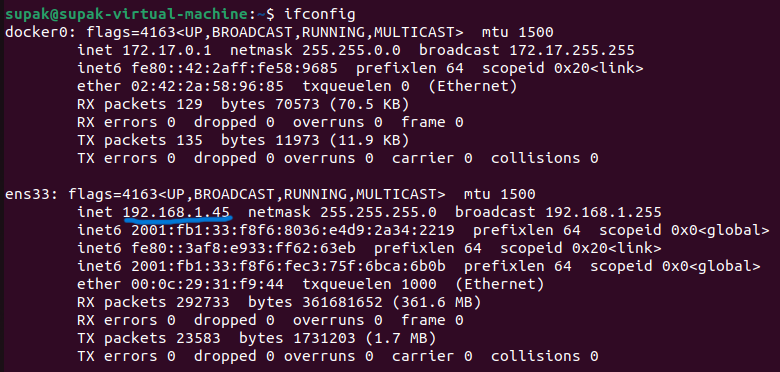 supak@supak-virtual-machine:~$ ifconfig
docker0: flags=4163<UP,BROADCAST,RUNNING,MULTICAST>  mtu 1500
        inet 172.17.0.1  netmask 255.255.0.0  broadcast 172.17.255.255
        inet6 fe80::42:2aff:fe58:9685  prefixlen 64  scopeid 0x20<link>
        ether 02:42:2a:58:96:85  txqueuelen 0  (Ethernet)
        RX packets 129  bytes 70573 (70.5 KB)
        RX errors 0  dropped 0  overruns 0  frame 0
        TX packets 135  bytes 11973 (11.9 KB)
        TX errors 0  dropped 0 overruns 0  carrier 0  collisions 0

ens33: flags=4163<UP,BROADCAST,RUNNING,MULTICAST>  mtu 1500
        inet 192.168.1.45  netmask 255.255.255.0  broadcast 192.168.1.255
        inet6 2001:fb1:33:f8f6:8036:e4d9:2a34:2219  prefixlen 64  scopeid 0x0<global>
        inet6 fe80::3af8:e933:ff62:63eb  prefixlen 64  scopeid 0x20<link>
        inet6 2001:fb1:33:f8f6:fec3:75f:6bca:6b0b  prefixlen 64  scopeid 0x0<global>
        ether 00:0c:29:31:f9:44  txqueuelen 1000  (Ethernet)
        RX packets 292733  bytes 361681652 (361.6 MB)
        RX errors 0  dropped 0  overruns 0  frame 0
        TX packets 23583  bytes 1731203 (1.7 MB)
        TX errors 0  dropped 0 overruns 0  carrier 0  collisions 0